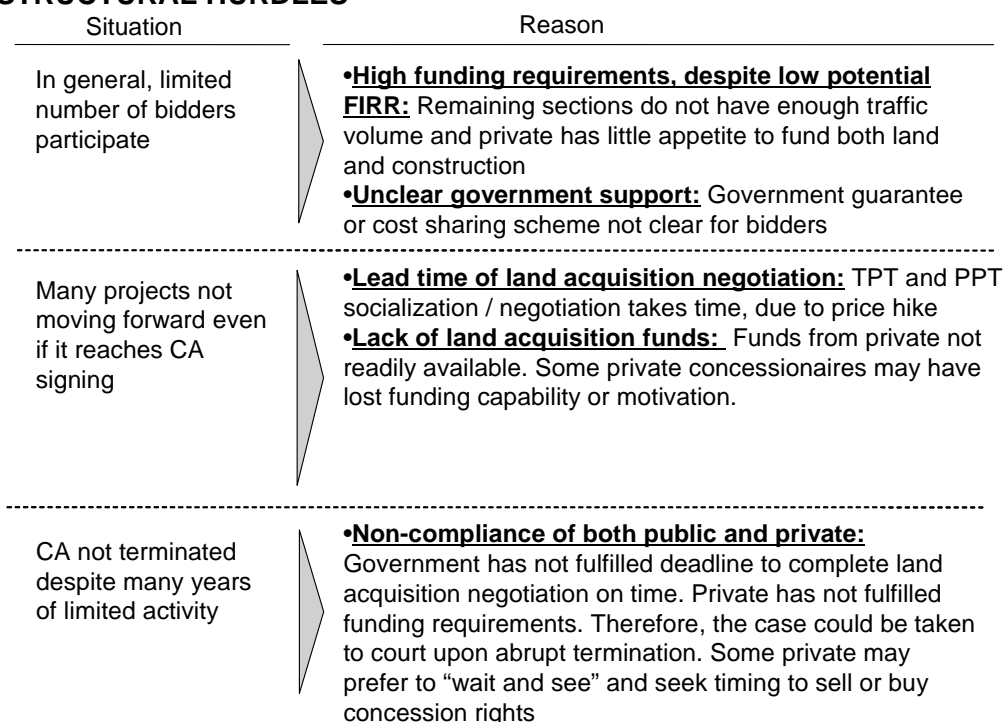 STRUCTURAL HURDLES
Situation
Reason
In general, limited
number of bidders
participate
•High funding requirements, despite low potential
FIRR: Remaining sections do not have enough traffic
volume and private has little appetite to fund both land
and construction
•Unclear government support: Government guarantee
or cost sharing scheme not clear for bidders
Many projects not
moving forward even
if it reaches CA
signing
•Lead time of land acquisition negotiation: TPT and PPT
socialization / negotiation takes time, due to price hike
•Lack of land acquisition funds: Funds from private not
readily available. Some private concessionaires may have
lost funding capability or motivation.
CA not terminated
despite many years
of limited activity
•Non-compliance of both public and private:
Government has not fulfilled deadline to complete land
acquisition negotiation on time. Private has not fulfilled
funding requirements. Therefore, the case could be taken
to court upon abrupt termination. Some private may
prefer to “wait and see” and seek timing to sell or buy
concession rights